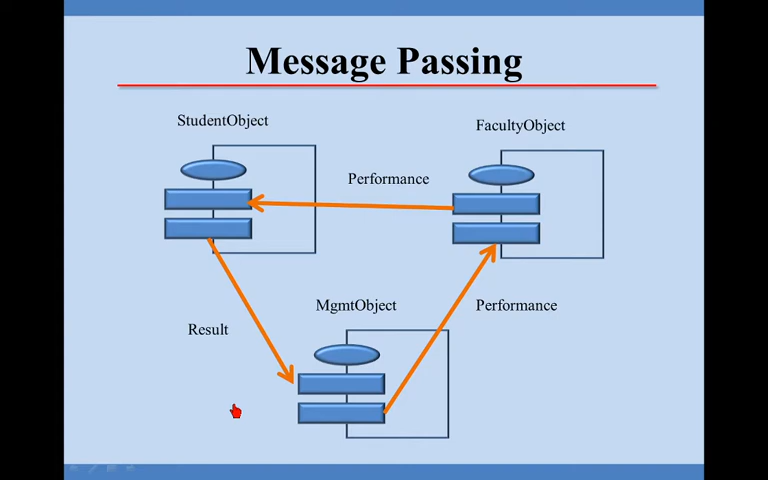 Message Passing
StudentObject
FacultyObject
Performance
MgmtObject
Performance
Result